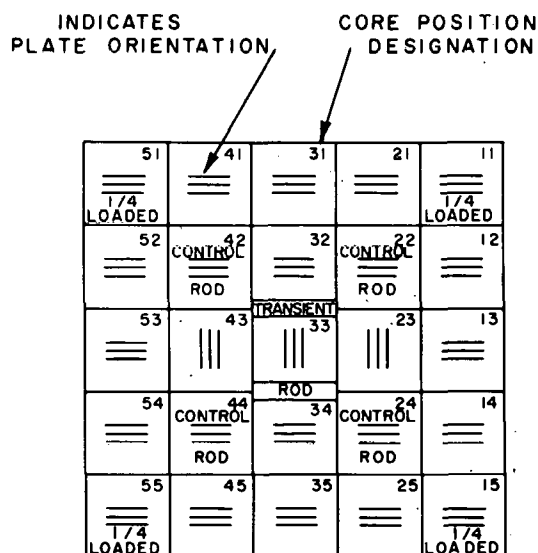 INDICATES
PLATE ORIENTATION
CORE POSITION
DESIGNATION
51 41 31 21 11
1/4
LOADED
1/4
LOADED
52 42 32 22 12
CONTROL
ROD
CONTROL
ROD
TRANSIENT
53 43 33 23 13
ROD
54 44 34 24 14
CONTROL
ROD
CONTROL
ROD
55 45 35 25 15
1/4
LOADED
1/4
LOADED